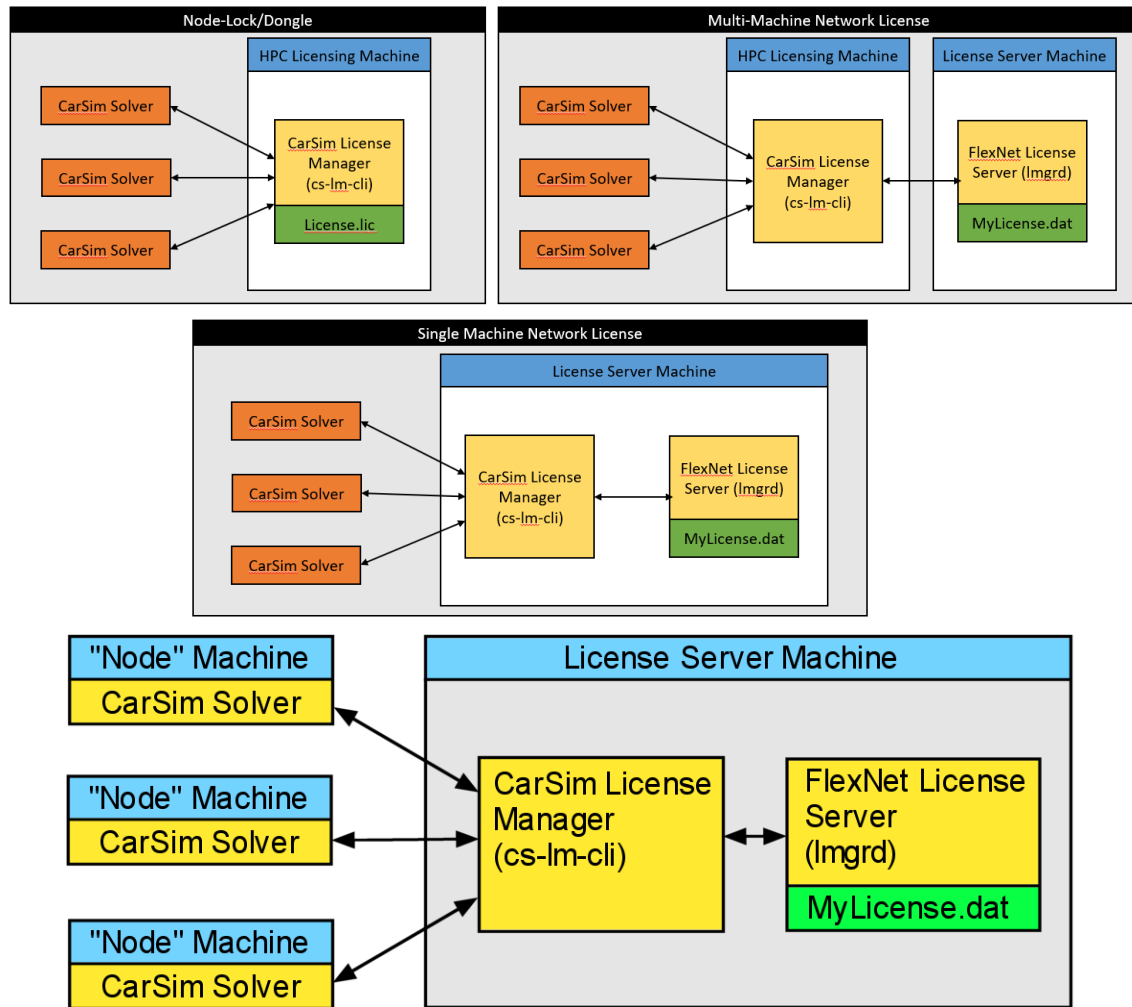 Node-Lock/Dongle
HPC Licensing Machine
CarSim Solver
CarSim Solver
CarSim Solver
CarSim License
Manager
(cs-lm-cli)
License.lic
Multi-Machine Network License
HPC Licensing Machine
License Server Machine
CarSim Solver
CarSim Solver
CarSim Solver
CarSim License
Manager
(cs-lm-cli)
FlexNet License
Server (lmgrd)
MyLicense.dat
Single Machine Network License
License Server Machine
CarSim Solver
CarSim Solver
CarSim Solver
CarSim License
Manager
(cs-lm-cli)
FlexNet License
Server (lmgrd)
MyLicense.dat
"Node" Machine
CarSim Solver
"Node" Machine
CarSim Solver
"Node" Machine
CarSim Solver
License Server Machine
CarSim License
Manager
(cs-lm-cli)
FlexNet License
Server
(lmgrd)
MyLicense.dat